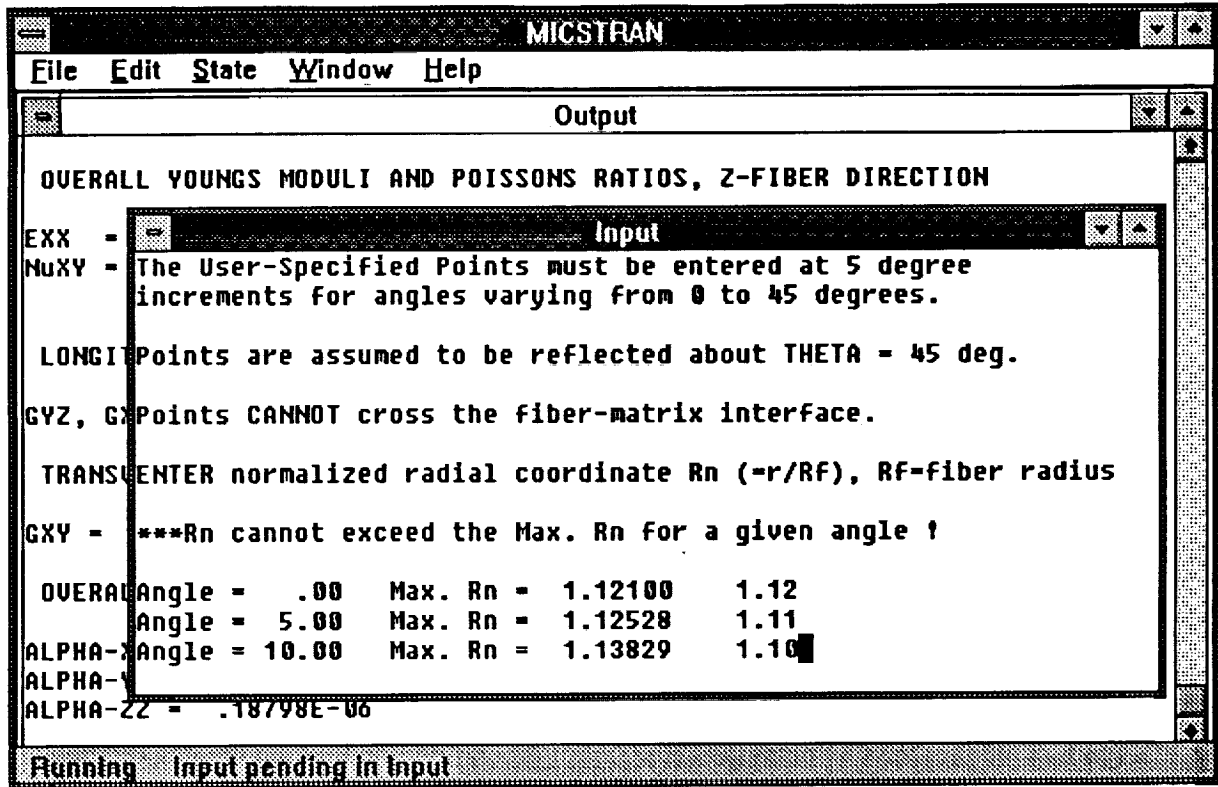 MICSTRAN
File Edit State Window Help
Output
OVERALL YOUNGS MODULI AND POISSONS RATIOS, Z-FIBER DIRECTION
EXX =
NuXY =
Input
The User-Specified Points must be entered at 5 degree
increments for angles varying from 0 to 45 degrees.
LONGIT
Points are assumed to be reflected about THETA = 45 deg.
GYZ, GX
Points CANNOT cross the fiber-matrix interface.
TRANSV
ENTER normalized radial coordinate Rn (=r/Rf), Rf=fiber radius
GXY =
***Rn cannot exceed the Max. Rn for a given angle !
OVERAL
Angle = .00 Max. Rn = 1.12100 1.12
Angle = 5.00 Max. Rn = 1.12528 1.11
ALPHA-X
Angle = 10.00 Max. Rn = 1.13829 1.10
ALPHA-Y
ALPHA-ZZ = .18798E-06
Running Input pending in Input